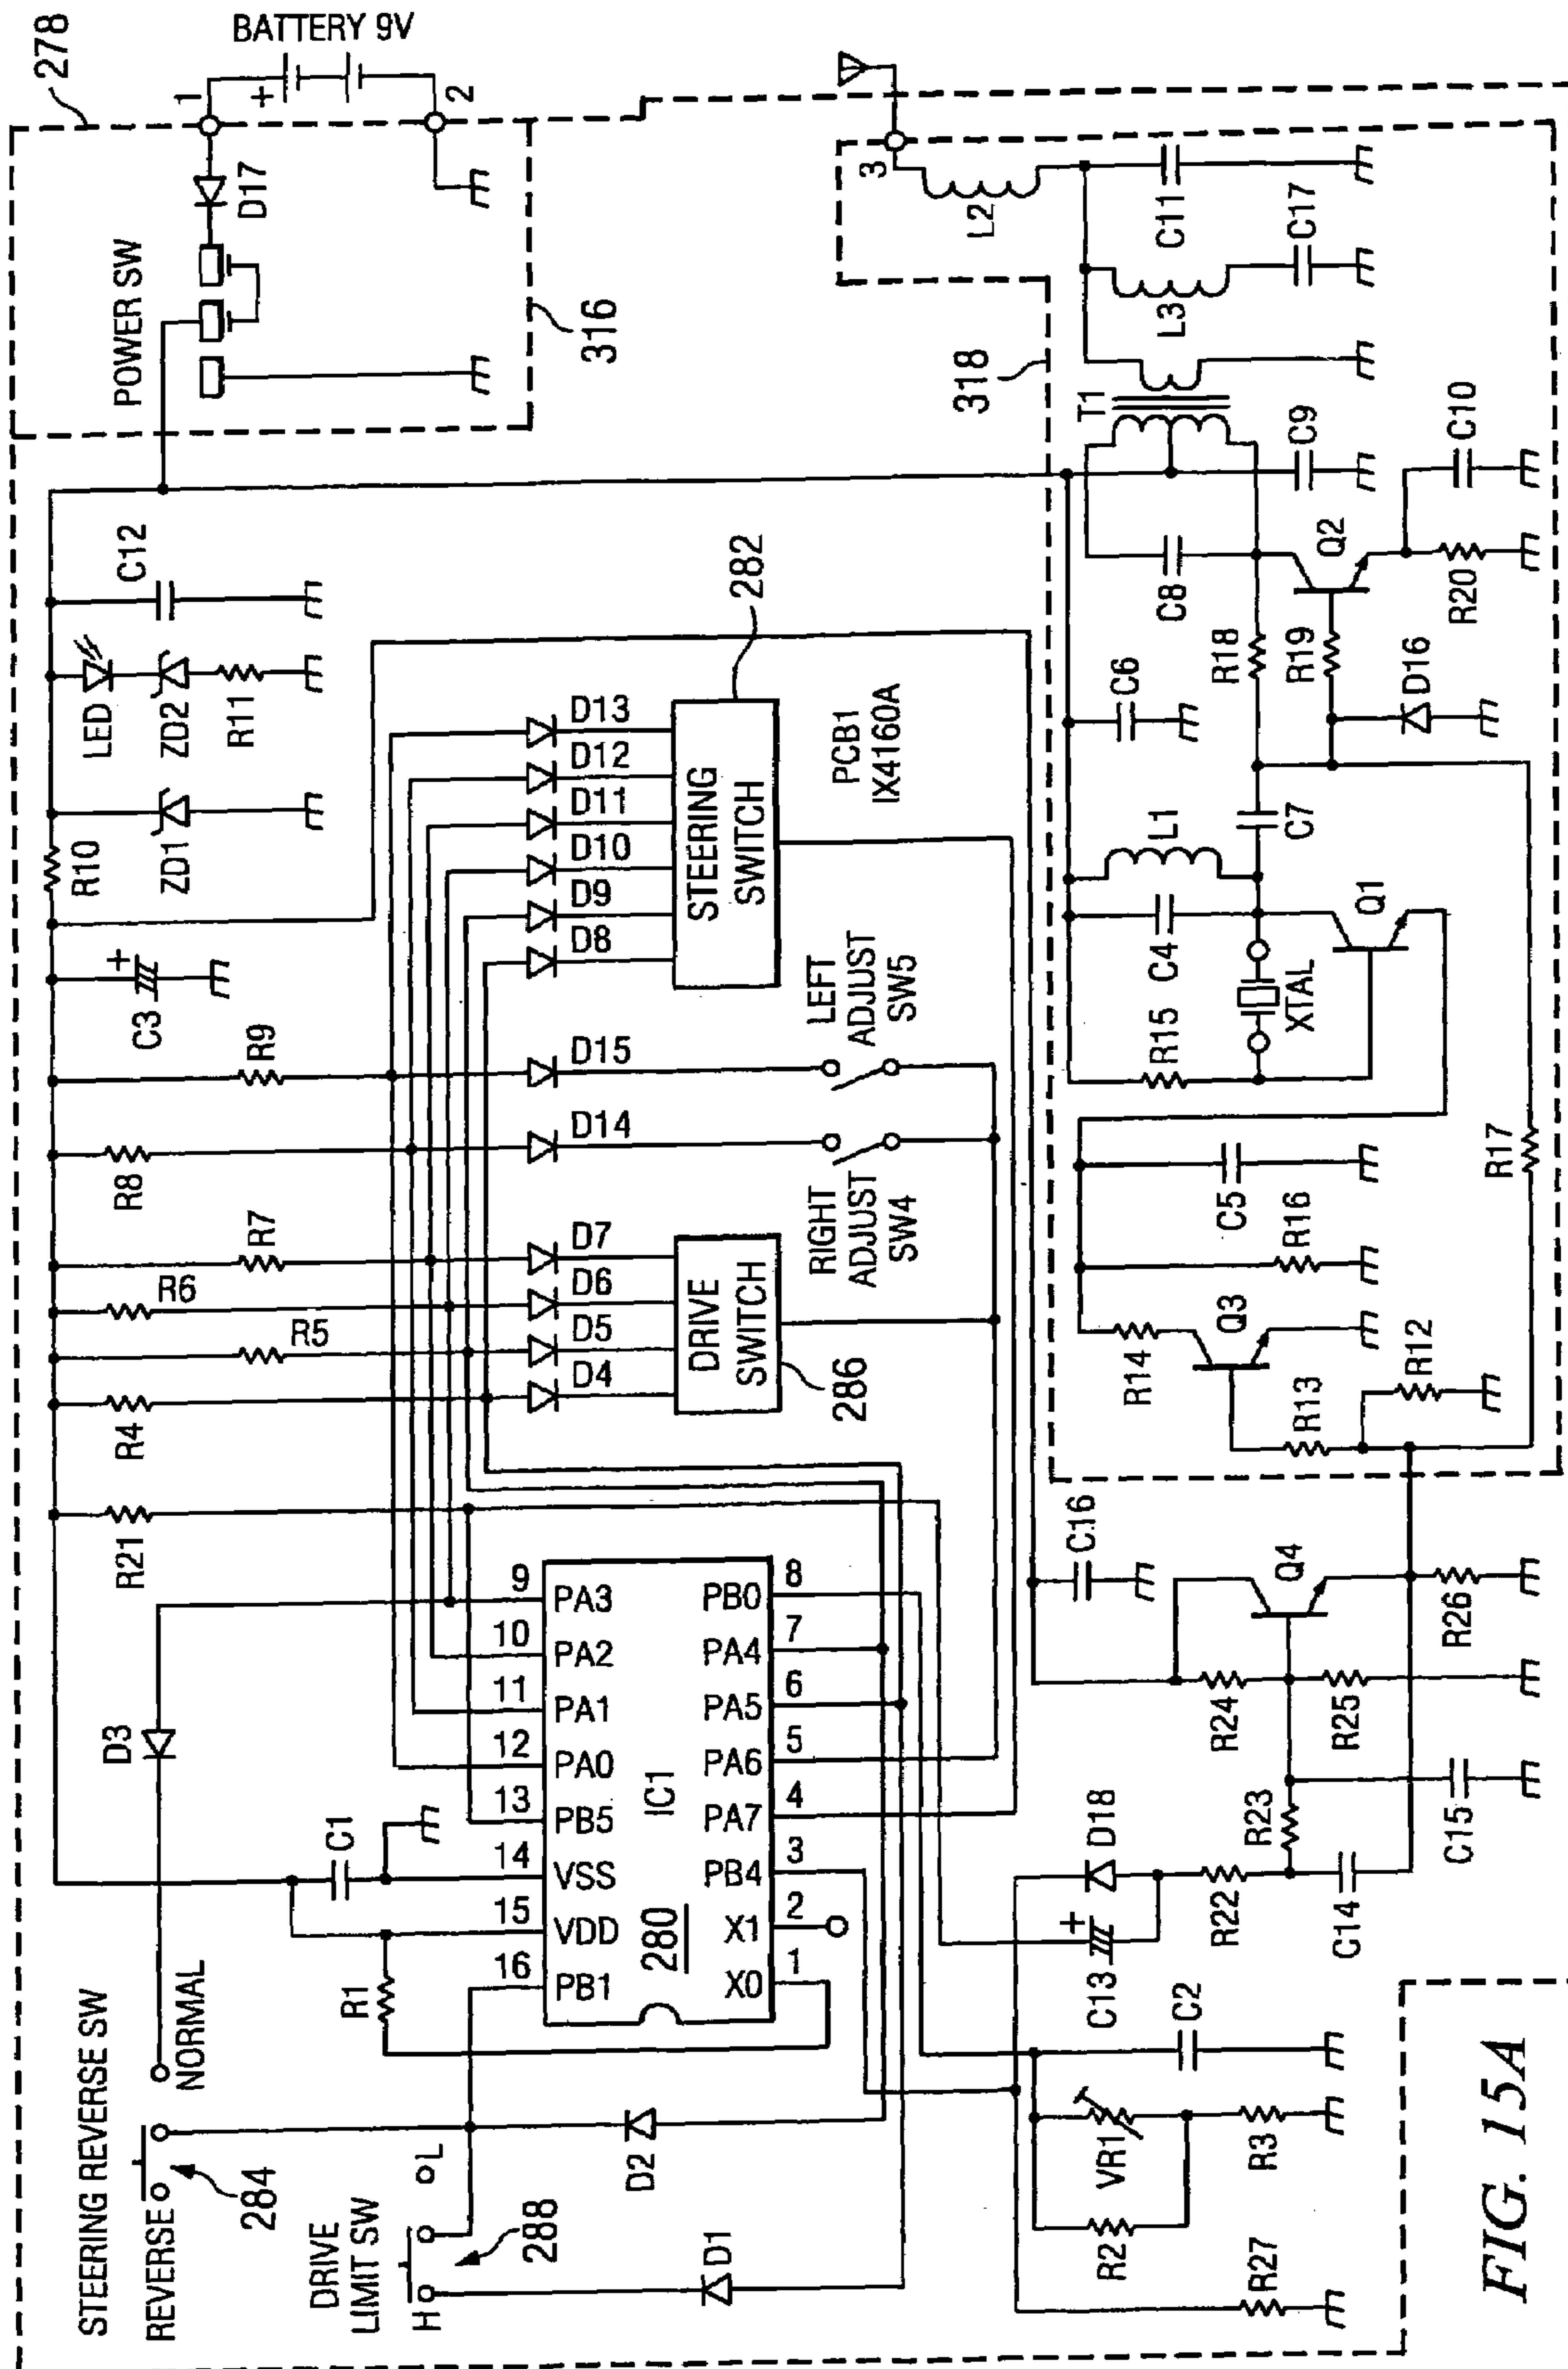 278
BATTERY 9V
1
+
2
D17
POWER SW
316
3
L2
C11
C17
L3
318
T1
C9
C10
C12
LED
ZD2
R11
ZD1
R10
C3
+
282
D13
D12
D11
D10
D9
D8
STEERING
SWITCH
PCB1
IX4160A
C8
Q2
R20
R18
R19
D16
C6
C7
L1
C4
Q1
XTAL
R15
R9
D15
LEFT
ADJUST
SW5
R8
D14
RIGHT
ADJUST
SW4
R7
D7
R6
D6
R5
D5
R4
D4
DRIVE
SWITCH
286
C5
R16
R17
R14
Q3
R13
R12
R21
9
PA3
10
PA2
11
PA1
12
PA0
13
PB5
14
VSS
15
VDD
16
PB1
IC1
280
PB0
8
PA4
7
PA5
6
PA6
5
PA7
4
PB4
3
X1
2
X0
1
C16
Q4
R26
R24
R25
D3
C1
R1
D18
R23
C15
C13
+
R22
C14
STEERING REVERSE SW
NORMAL
REVERSE
284
L
DRIVE
LIMIT SW
H
288
D2
D1
C2
VR1
R3
R2
R27
FIG. 15A